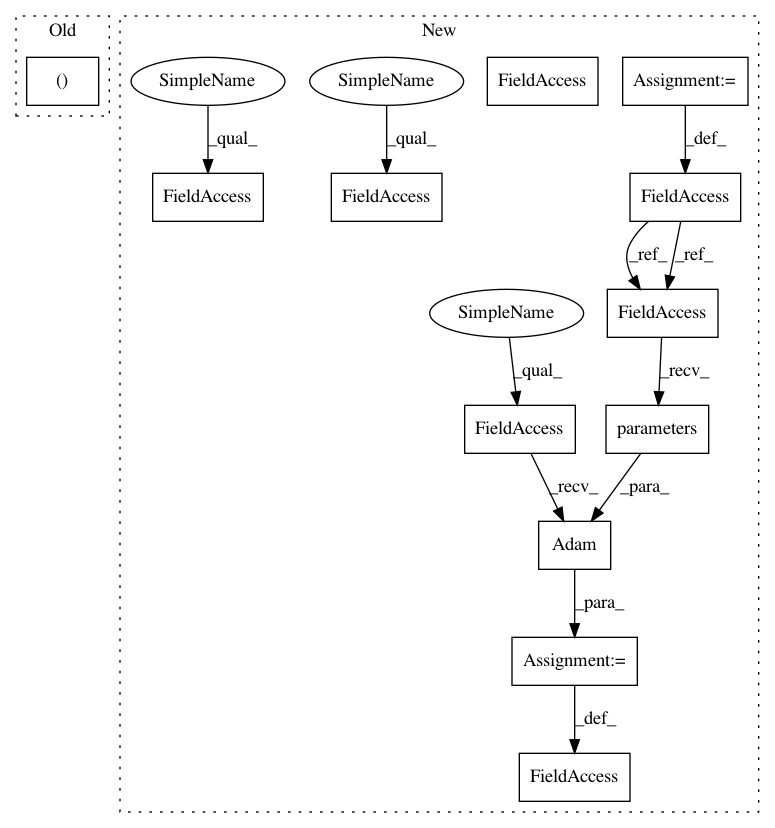 Old
New
()
SimpleName
SimpleName
FieldAccess
Assignment:=
_qual_
_qual_
_def_
FieldAccess
FieldAccess
FieldAccess
_ref_
_ref_
SimpleName
FieldAccess
_qual_
_recv_
FieldAccess
parameters
_recv_
_para_
Adam
_para_
Assignment:=
_def_
FieldAccess